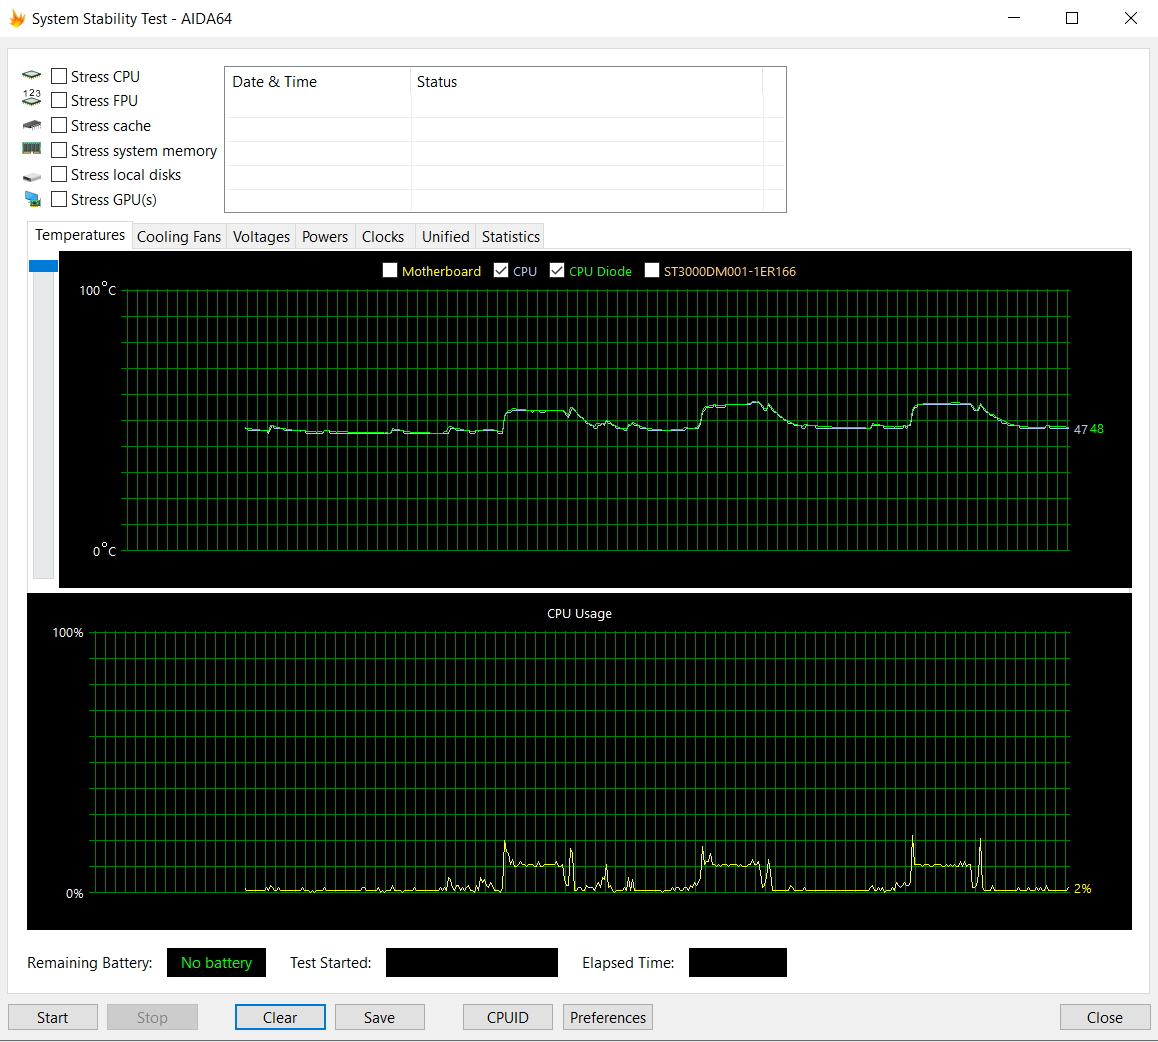 System Stability Test - AIDA64
Stress CPU
123
Stress FPU
Stress cache
Stress system memory
Stress local disks
Stress GPU(s)
Date & Time Status
Temperatures Cooling Fans Voltages Powers Clocks Unified Statistics
Motherboard CPU CPU Diode ST3000DM001-1ER166
100°C
47 48
0°C
CPU Usage
100%
0%
2%
Remaining Battery: No battery Test Started: Elapsed Time:
Start Stop Clear Save CPUID Preferences Close